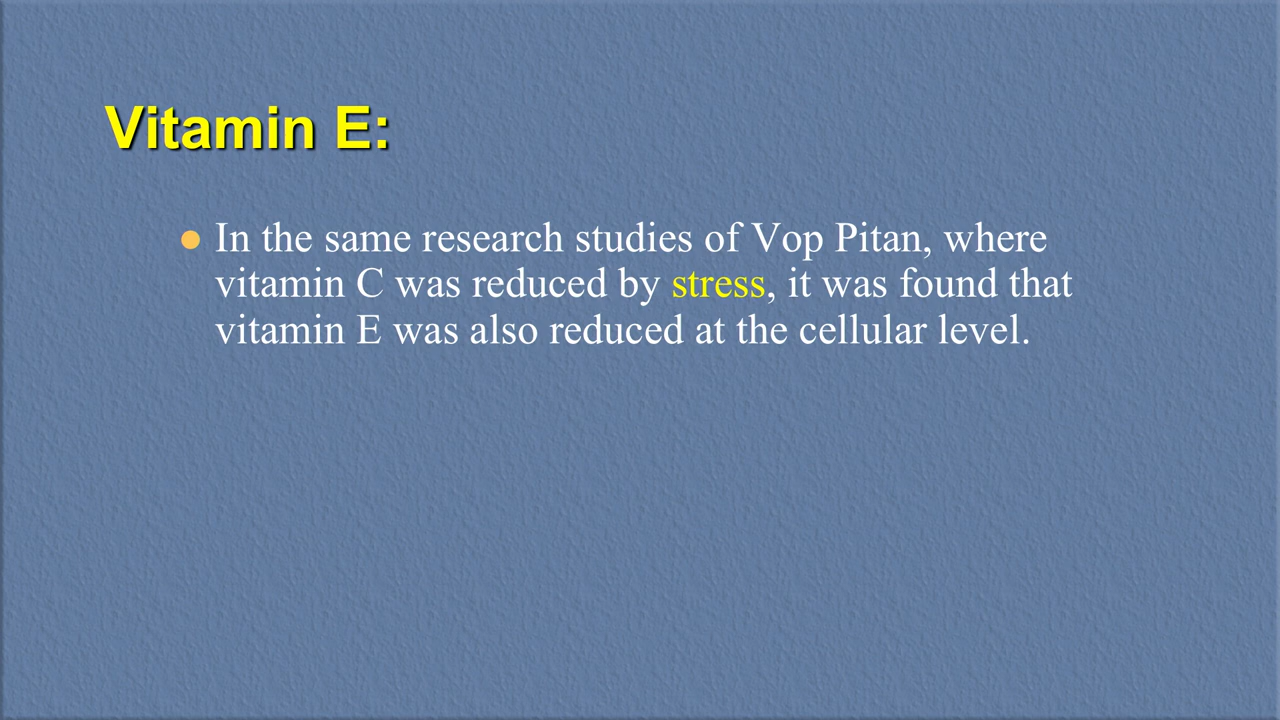 Vitamin E:
In the same research studies of Vop Pitan, where
vitamin C was reduced by stress, it was found that
vitamin E was also reduced at the cellular level.